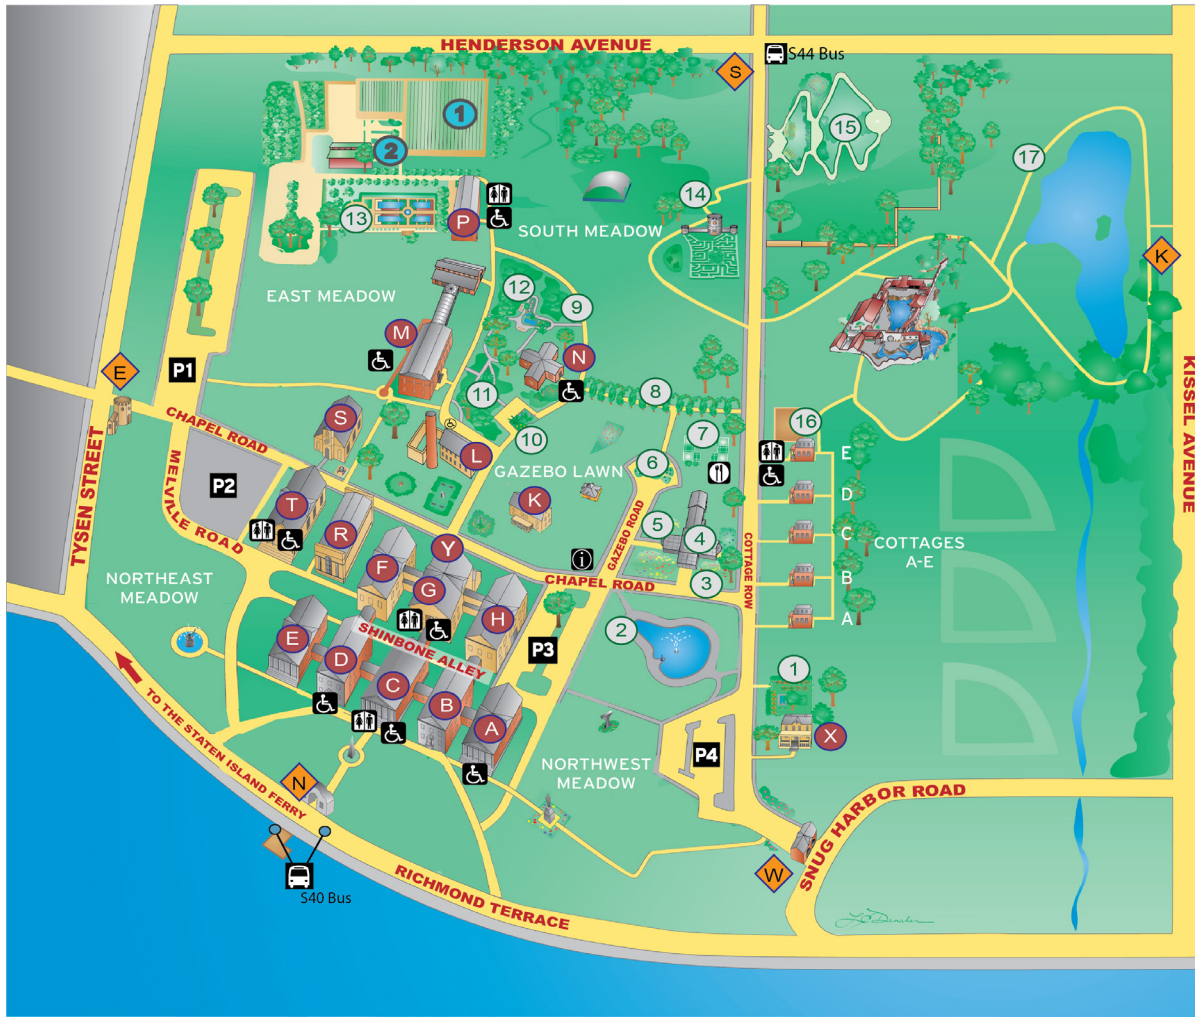 HENDERSON AVENUE
S
S44 Bus
1
2
15
17
13
P
14
SOUTH MEADOW
K
EAST MEADOW
12
9
M
N
E
P1
11
8
KISSEL AVENUE
S
CHAPEL ROAD
10
7
16
L
GAZEBO LAWN
6
E
TYSEN STREET
MELVILLE ROAD
P2
K
D
T
R
5
4
C
COTTAGES
A-E
GAZEBO ROAD
COTTAGE ROW
Y
F
i
B
NORTHEAST
MEADOW
G
CHAPEL ROAD
3
H
A
E
SHINBONE ALLEY
P3
2
D
C
1
B
A
X
P4
NORTHWEST
MEADOW
TO THE STATEN ISLAND FERRY
N
SNUG HARBOR ROAD
W
S40 Bus
RICHMOND TERRACE